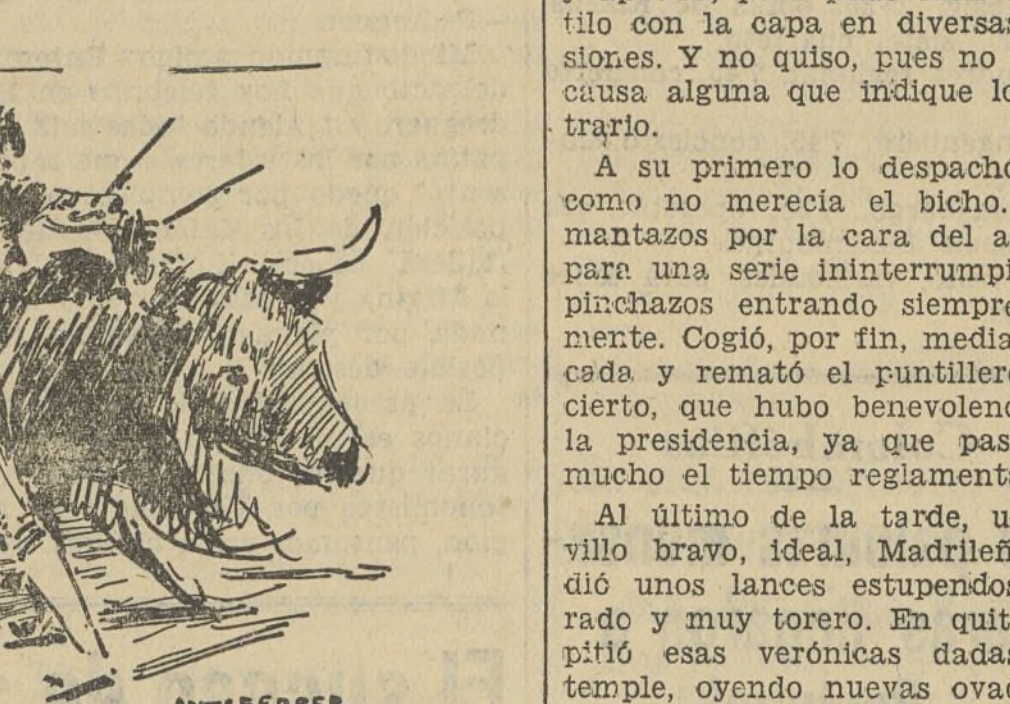 tilo con la capa en diversas
siones. Y no quiso, pues no
causa alguna que indique lo
trario.
A su primero lo despachó
como no merecía el bicho.
mantazos por la cara del a
para una serie ininterrumpi
pinchazos entrando siempre
mente. Cogió, por fin, media
cada, y remató el puntillero
cierto, que hubo benevolenc
la presidencia, ya que pas
mucho el tiempo reglamenta
Al último de la tarde, u
villo bravo, ideal, Madrileñ
dió unos lances estupendos
rado y muy torero. En quit
pitió esas verónicas dadas
temple, oyendo nuevas ovac